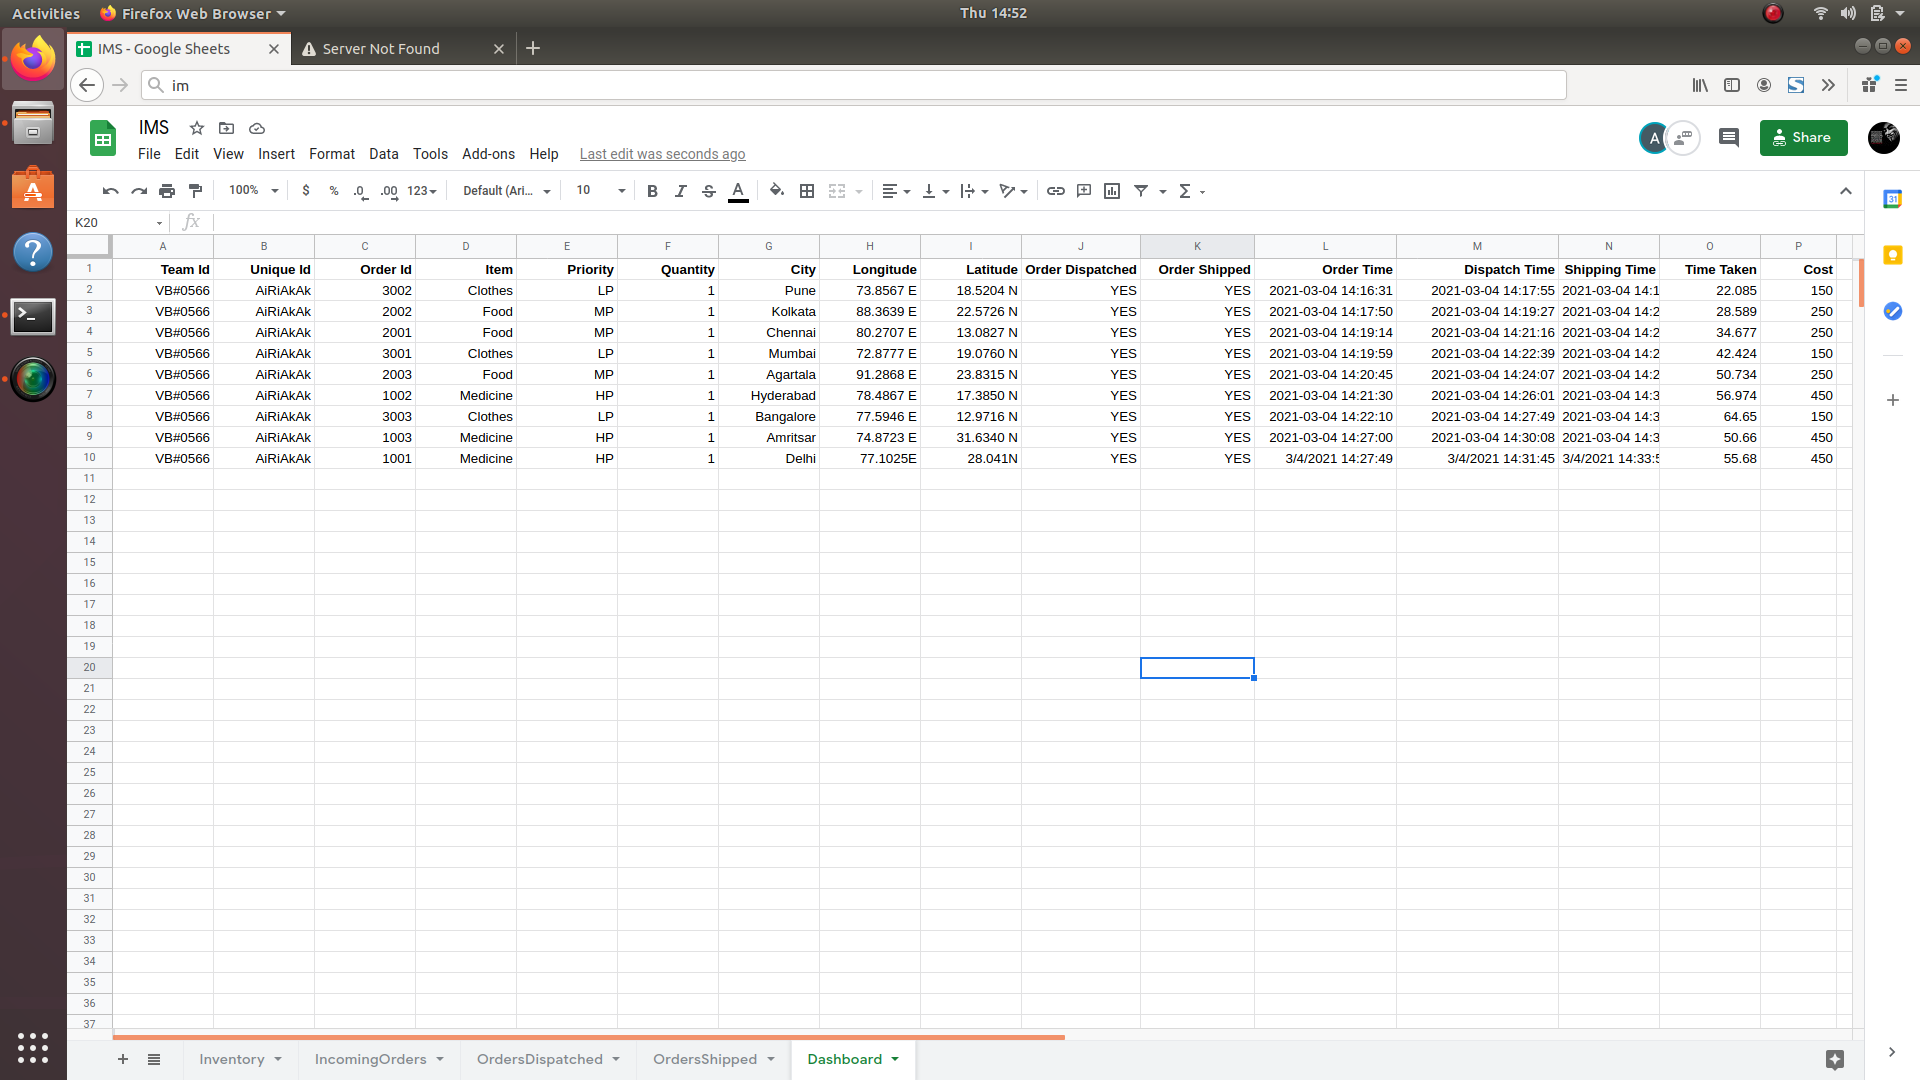 Activities Firefox Web Browser Thu 14:52
IMS - Google Sheets Server Not Found
im
IMS
File Edit View Insert Format Data Tools Add-ons Help Last edit was seconds ago
A Share
100% $ % .0 .00 123 Default (Ari... 10 B I S A Σ
31
K20 fx
A B C D E F G H I J K L M N O P
1 Team Id Unique Id Order Id Item Priority Quantity City Longitude Latitude Order Dispatched Order Shipped Order Time Dispatch Time Shipping Time Time Taken Cost
2 VB#0566 AiRiAkAk 3002 Clothes LP 1 Pune 73.8567 E 18.5204 N YES YES 2021-03-04 14:16:31 2021-03-04 14:17:55 2021-03-04 14:1 22.085 150
3 VB#0566 AiRiAkAk 2002 Food MP 1 Kolkata 88.3639 E 22.5726 N YES YES 2021-03-04 14:17:50 2021-03-04 14:19:27 2021-03-04 14:2 28.589 250
4 VB#0566 AiRiAkAk 2001 Food MP 1 Chennai 80.2707 E 13.0827 N YES YES 2021-03-04 14:19:14 2021-03-04 14:21:16 2021-03-04 14:2 34.677 250
5 VB#0566 AiRiAkAk 3001 Clothes LP 1 Mumbai 72.8777 E 19.0760 N YES YES 2021-03-04 14:19:59 2021-03-04 14:22:39 2021-03-04 14:2 42.424 150
6 VB#0566 AiRiAkAk 2003 Food MP 1 Agartala 91.2868 E 23.8315 N YES YES 2021-03-04 14:20:45 2021-03-04 14:24:07 2021-03-04 14:2 50.734 250
7 VB#0566 AiRiAkAk 1002 Medicine HP 1 Hyderabad 78.4867 E 17.3850 N YES YES 2021-03-04 14:21:30 2021-03-04 14:26:01 2021-03-04 14:3 56.974 450
8 VB#0566 AiRiAkAk 3003 Clothes LP 1 Bangalore 77.5946 E 12.9716 N YES YES 2021-03-04 14:22:10 2021-03-04 14:27:49 2021-03-04 14:3 64.65 150
9 VB#0566 AiRiAkAk 1003 Medicine HP 1 Amritsar 74.8723 E 31.6340 N YES YES 2021-03-04 14:27:00 2021-03-04 14:30:08 2021-03-04 14:3 50.66 450
10 VB#0566 AiRiAkAk 1001 Medicine HP 1 Delhi 77.1025E 28.041N YES YES 3/4/2021 14:27:49 3/4/2021 14:31:45 3/4/2021 14:33:5 55.68 450
11
12
13
14
15
16
17
18
19
20
21
22
23
24
25
26
27
28
29
30
31
32
33
34
35
36
37
Inventory IncomingOrders OrdersDispatched OrdersShipped Dashboard